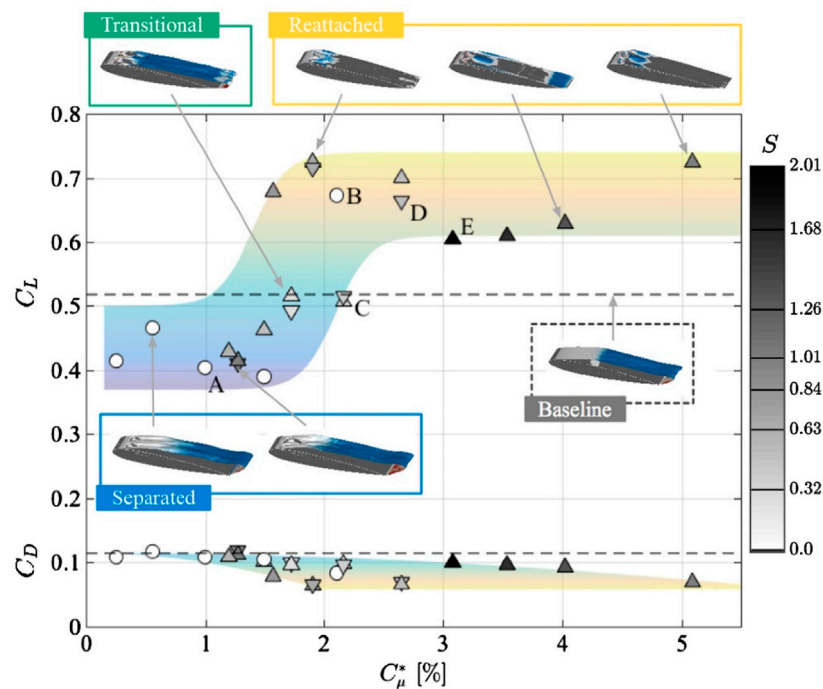 Transitional
Reattached
0.8
0.7
0.6
0.5
0.4
0.3
0.2
0.1
0
C_L
C_D
A
B
C
D
E
Baseline
Separated
0
1
2
3
4
5
C*_μ [%]
S
2.01
1.68
1.26
1.01
0.84
0.63
0.32
0.0